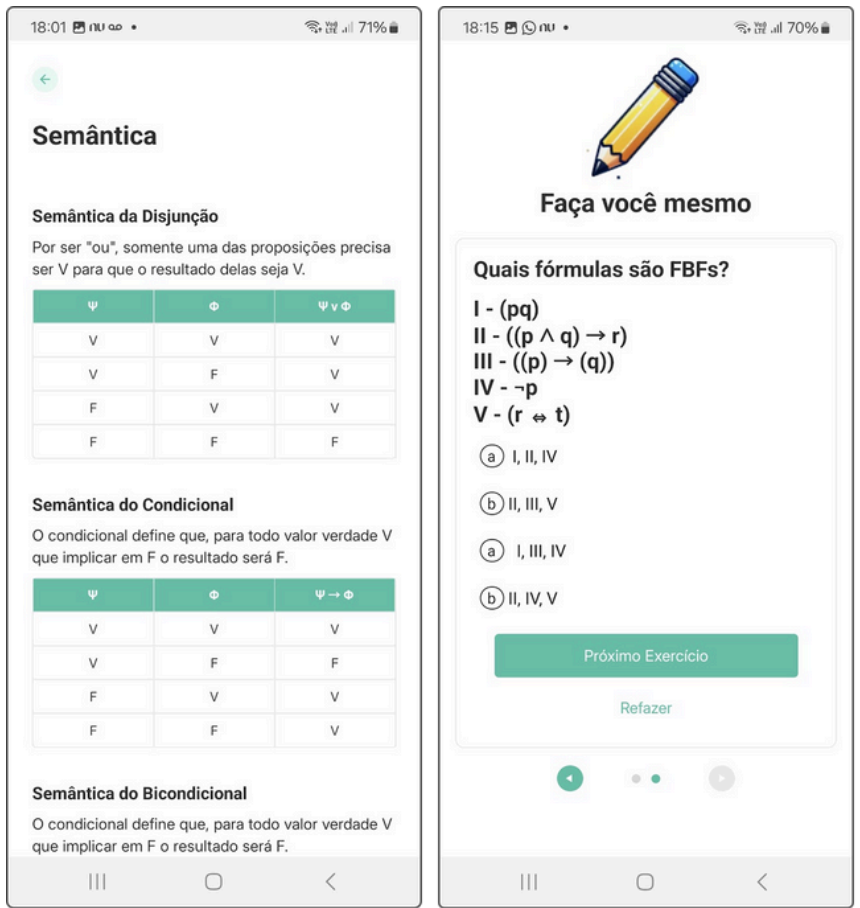 18:01
71%
Semântica
Semântica da Disjunção
Por ser "ou", somente uma das proposições precisa
ser V para que o resultado delas seja V.
Ψ Φ Ψ v Φ
V V V
V F V
F V V
F F F
Semântica do Condicional
O condicional define que, para todo valor verdade V
que implicar em F o resultado será F.
Ψ Φ Ψ → Φ
V V V
V F F
F V V
F F V
Semântica do Bicondicional
O condicional define que, para todo valor verdade V
que implicar em F o resultado será F.
18:15
70%
Faça você mesmo
Quais fórmulas são FBFs?
I - (pq)
II - ((p ∧ q) → r)
III - ((p) → (q))
IV - ¬p
V - (r ⇔ t)
a I, II, IV
b II, III, V
a I, III, IV
b II, IV, V
Próximo Exercício
Refazer